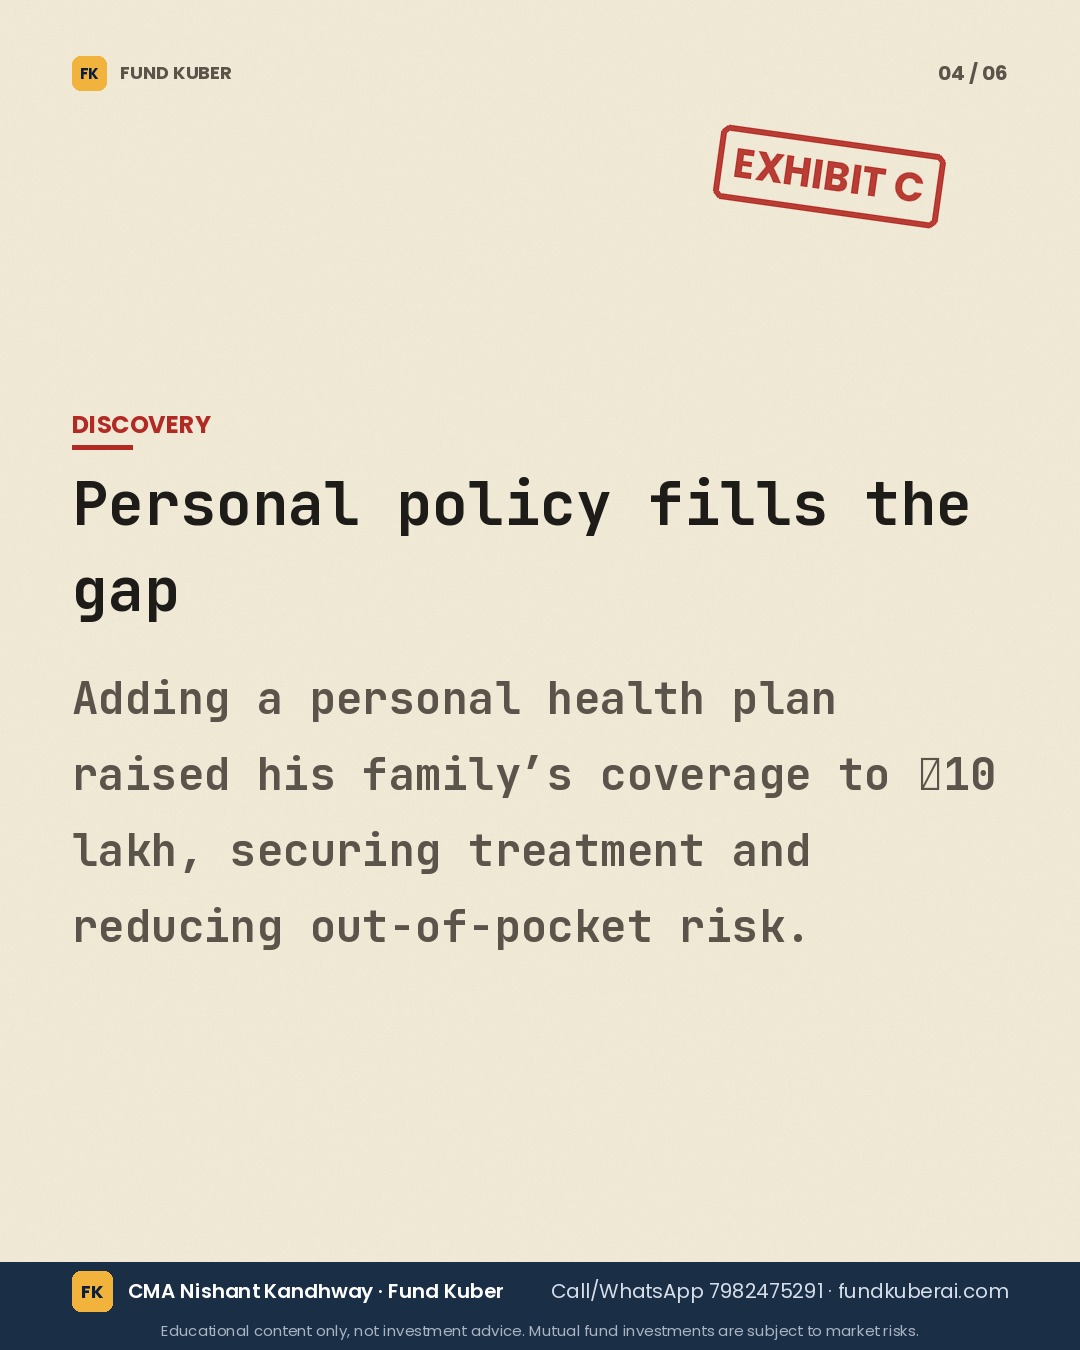 FK FUND KUBER
04 / 06
EXHIBIT C
DISCOVERY
Personal policy fills the
gap
Adding a personal health plan
raised his family’s coverage to 10
lakh, securing treatment and
reducing out-of-pocket risk.
FK CMA Nishant Kandhway · Fund Kuber
Call/WhatsApp 7982475291 · fundkuberai.com
Educational content only, not investment advice. Mutual fund investments are subject to market risks.